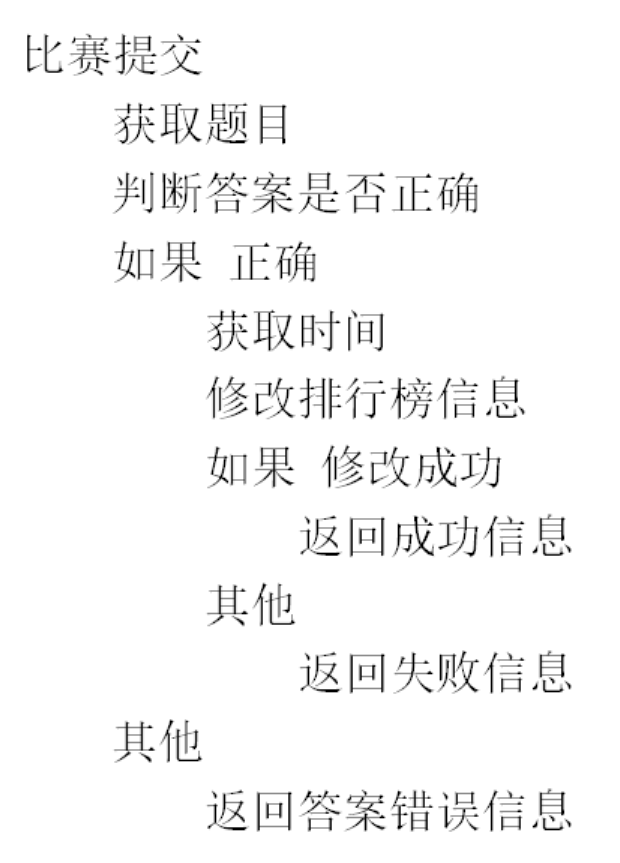 比赛提交
获取题目
判断答案是否正确
如果 正确
获取时间
修改排行榜信息
如果 修改成功
返回成功信息
其他
返回失败信息
其他
返回答案错误信息